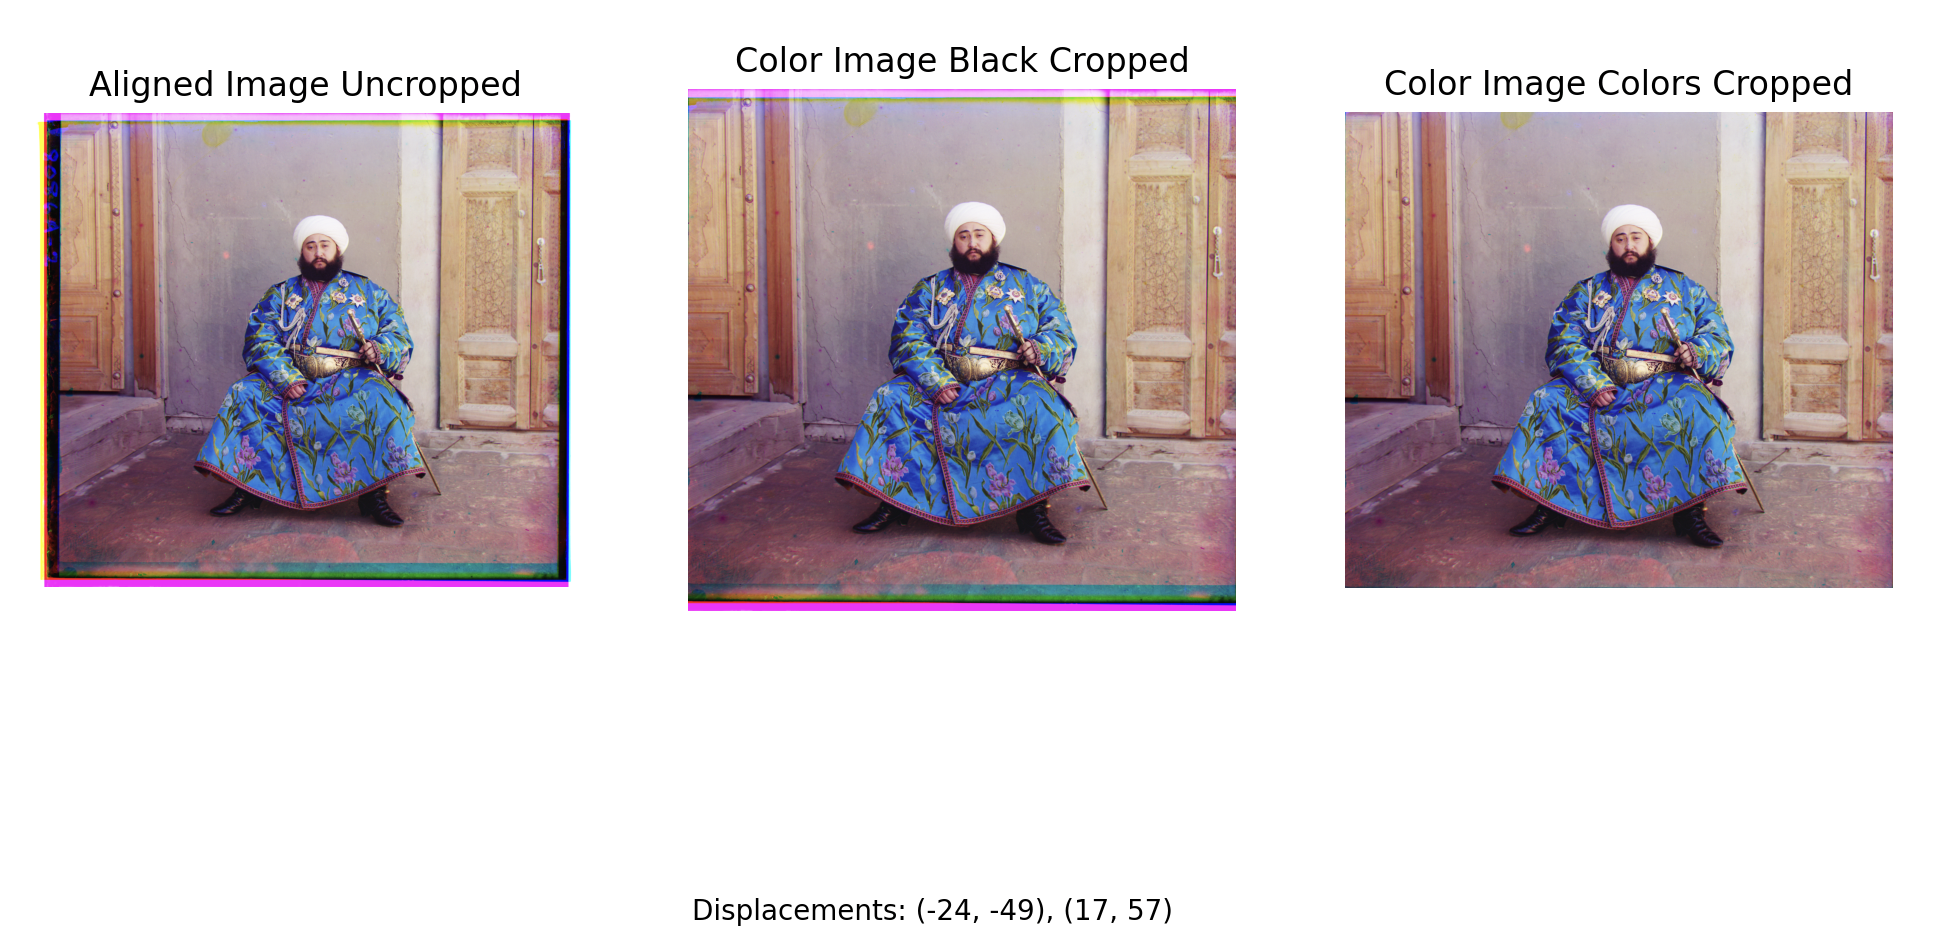 Aligned Image Uncropped
Color Image Black Cropped
Color Image Colors Cropped
Displacements: (-24, -49), (17, 57)